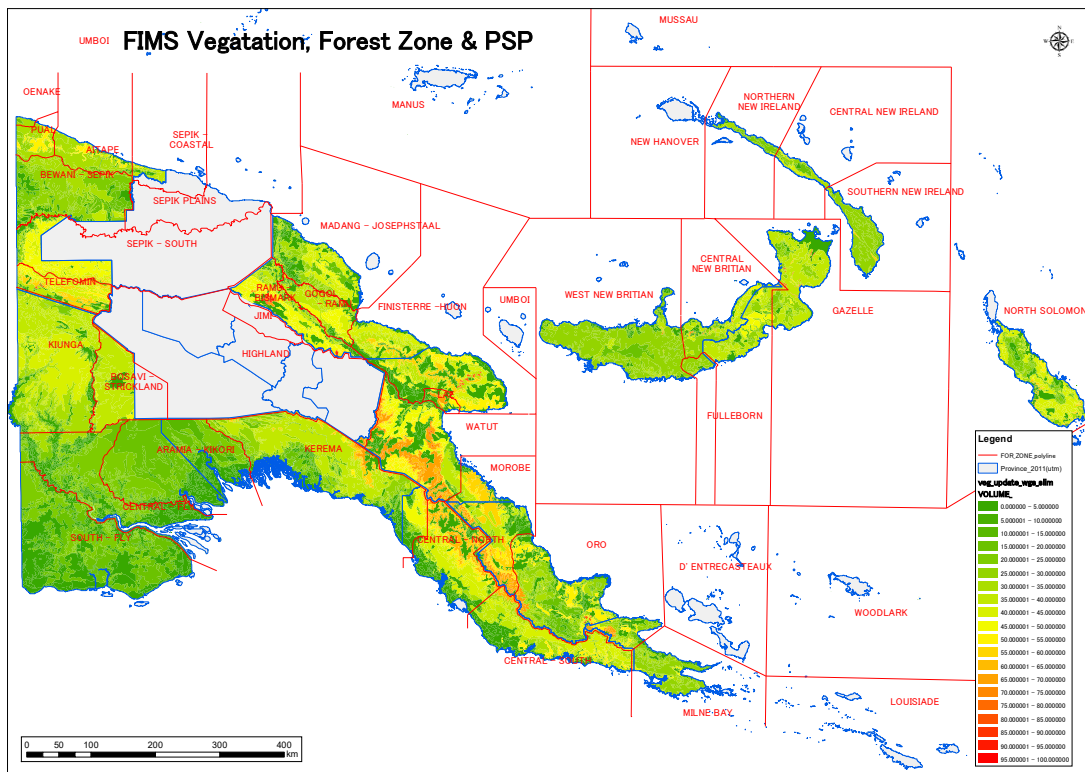 MUSSAU
UMBOI
FIMS Vegatation, Forest Zone & PSP
N
W E
S
OENAKE
MANUS
NORTHERN
NEW IRELAND
CENTRAL NEW IRELAND
PUAL
AITAPE
SEPIK -
COASTAL
NEW HANOVER
BEWANI - SEPIK
SEPIK PLAINS
SOUTHERN NEW IRELAND
SEPIK - SOUTH
MADANG - JOSEPHSTAAL
CENTRAL
NEW BRITIAN
TELEFOMIN
RAMU -
BISMARK
GOGOL
FINISTERRE -HUON
UMBOI
WEST NEW BRITIAN
GAZELLE
NORTH SOLOMON
JIMI
KIUNGA
HIGHLAND
BOSAVI -
STRICKLAND
LAE
FULLEBORN
WATUT
ARAMIA - KIKORI
KEREMA
MOROBE
CENTRAL - FLY
SOUTH - FLY
CENTRAL - NORTH
ORO
D' ENTRECASTEAUX
WOODLARK
CENTRAL - SOUTH
MILNE BAY
LOUISIADE
Legend
FOR_ZONE_polyline
Province_2011(utm)
veg_update_wgs_elim
VOLUME_
0.000000 - 5.000000
5.000001 - 10.000000
10.000001 - 15.000000
15.000001 - 20.000000
20.000001 - 25.000000
25.000001 - 30.000000
30.000001 - 35.000000
35.000001 - 40.000000
40.000001 - 45.000000
45.000001 - 50.000000
50.000001 - 55.000000
55.000001 - 60.000000
60.000001 - 65.000000
65.000001 - 70.000000
70.000001 - 75.000000
75.000001 - 80.000000
80.000001 - 85.000000
85.000001 - 90.000000
90.000001 - 95.000000
95.000001 - 100.000000
0 50 100 200 300 400
km